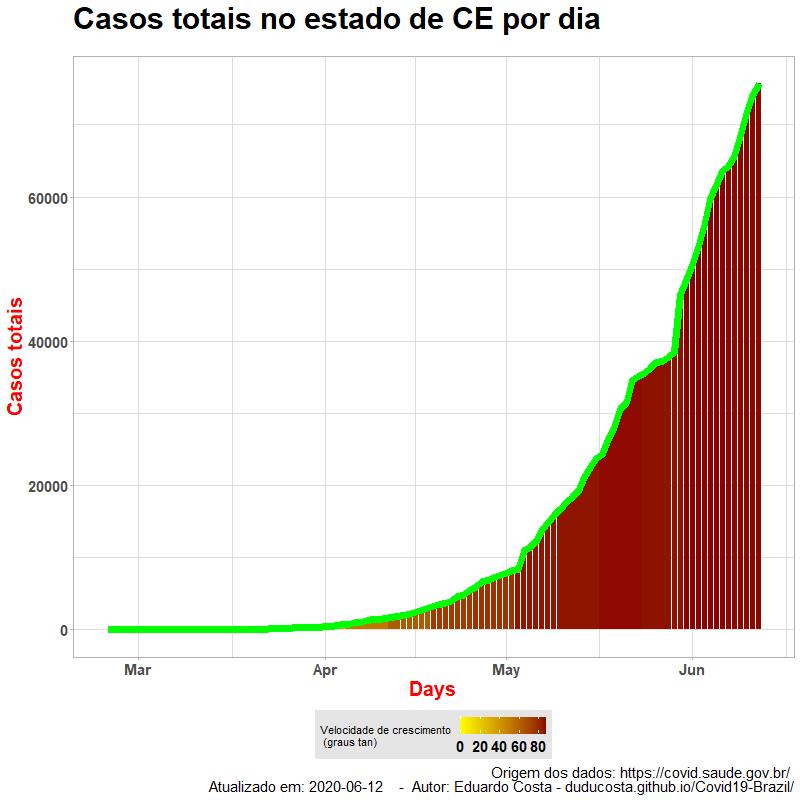 Casos totais no estado de CE por dia
Casos totais
60000
40000
20000
0
Mar Apr May Jun
Days
Velocidade de crescimento
(graus tan)
0 20 40 60 80
Origem dos dados: https://covid.saude.gov.br/
Atualizado em: 2020-06-12 - Autor: Eduardo Costa - duducosta.github.io/Covid19-Brazil/